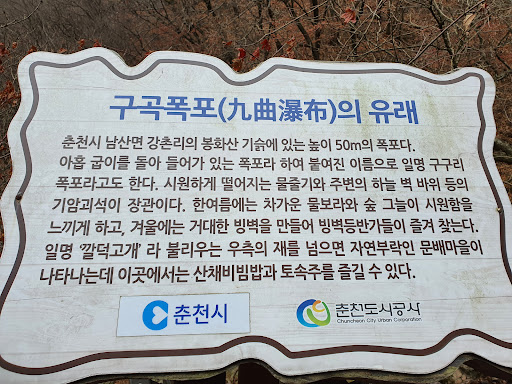 구곡폭포(九曲瀑布)의 유래
춘천시 남산면 강촌리의 봉화산 기슭에 있는 높이 50m의 폭포다.
아홉 굽이를 돌아 들어가 있는 폭포라 하여 붙여진 이름으로 일명 구구리
폭포라고도 한다. 시원하게 떨어지는 물줄기와 주변의 하늘 벽 바위 등의
기암괴석이 장관이다. 한여름에는 차가운 물보라와 숲 그늘이 시원함을
느끼게 하고, 겨울에는 거대한 빙벽을 만들어 빙벽등반가들이 즐겨 찾는다.
일명 '깔딱고개' 라 불리우는 우측의 재를 넘으면 자연부락인 문배마을이
나타나는데 이곳에서는 산채비빔밥과 토속주를 즐길 수 있다.
춘천시
춘천도시공사
Chuncheon City Urban Corporation